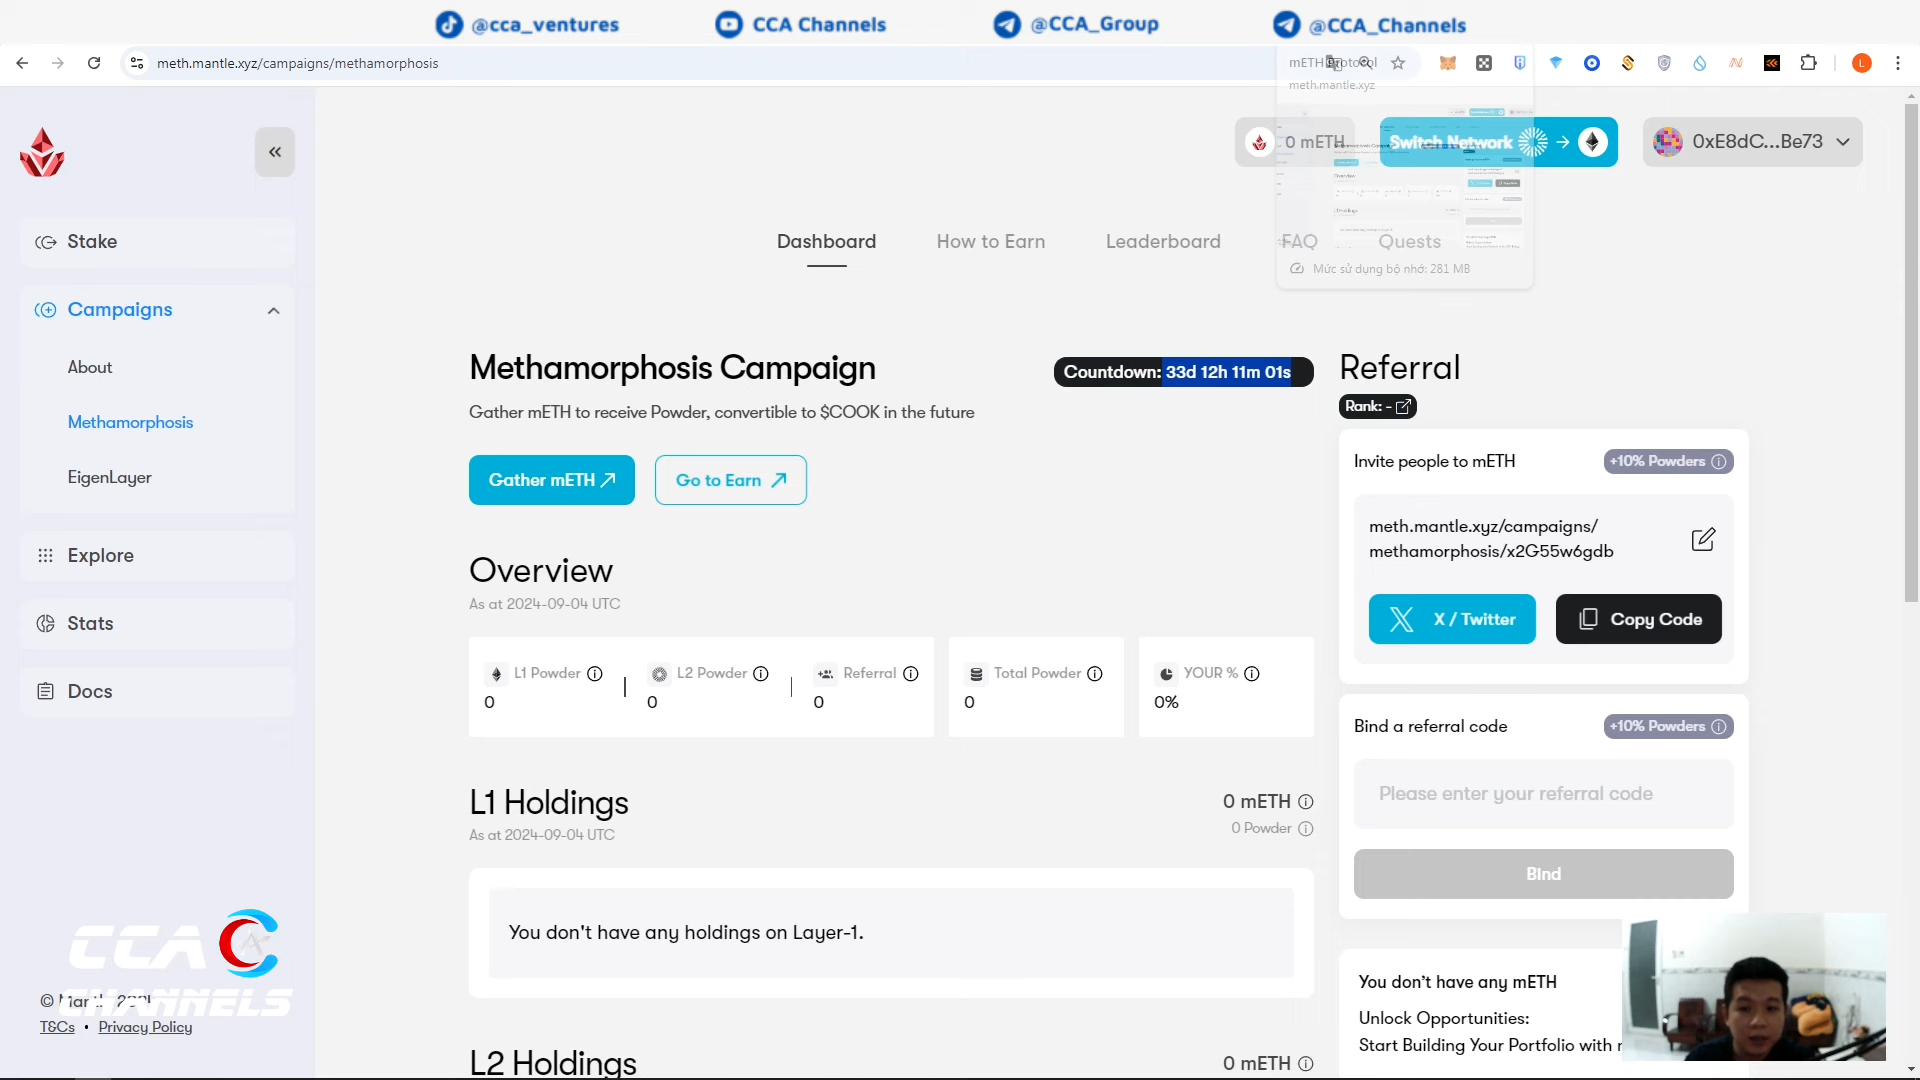 @cca_ventures
CCA Channels
@CCA_Group
@CCA_Channels
meth.mantle.xyz/campaigns/methamorphosis
mETH Protocol
meth.mantle.xyz
L
0 mETH
Switch Network
0xE8dC...Be73
Stake
Campaigns
About
Methamorphosis
EigenLayer
Explore
Stats
Docs
Dashboard
How to Earn
Leaderboard
FAQ
Quests
Mức sử dụng bộ nhớ: 281 MB
Methamorphosis Campaign
Countdown: 33d 12h 11m 01s
Gather mETH to receive Powder, convertible to $COOK in the future
Gather mETH
Go to Earn
Overview
As at 2024-09-04 UTC
L1 Powder
0
L2 Powder
0
Referral
0
Total Powder
0
YOUR %
0%
L1 Holdings
As at 2024-09-04 UTC
0 mETH
0 Powder
You don't have any holdings on Layer-1.
L2 Holdings
0 mETH
Referral
Rank: -
Invite people to mETH
+10% Powders
meth.mantle.xyz/campaigns/
methamorphosis/x2G55w6gdb
X / Twitter
Copy Code
Bind a referral code
+10% Powders
Please enter your referral code
Bind
You don't have any mETH
Unlock Opportunities:
Start Building Your Portfolio with
CCA
CHANNELS
©
T&Cs • Privacy Policy